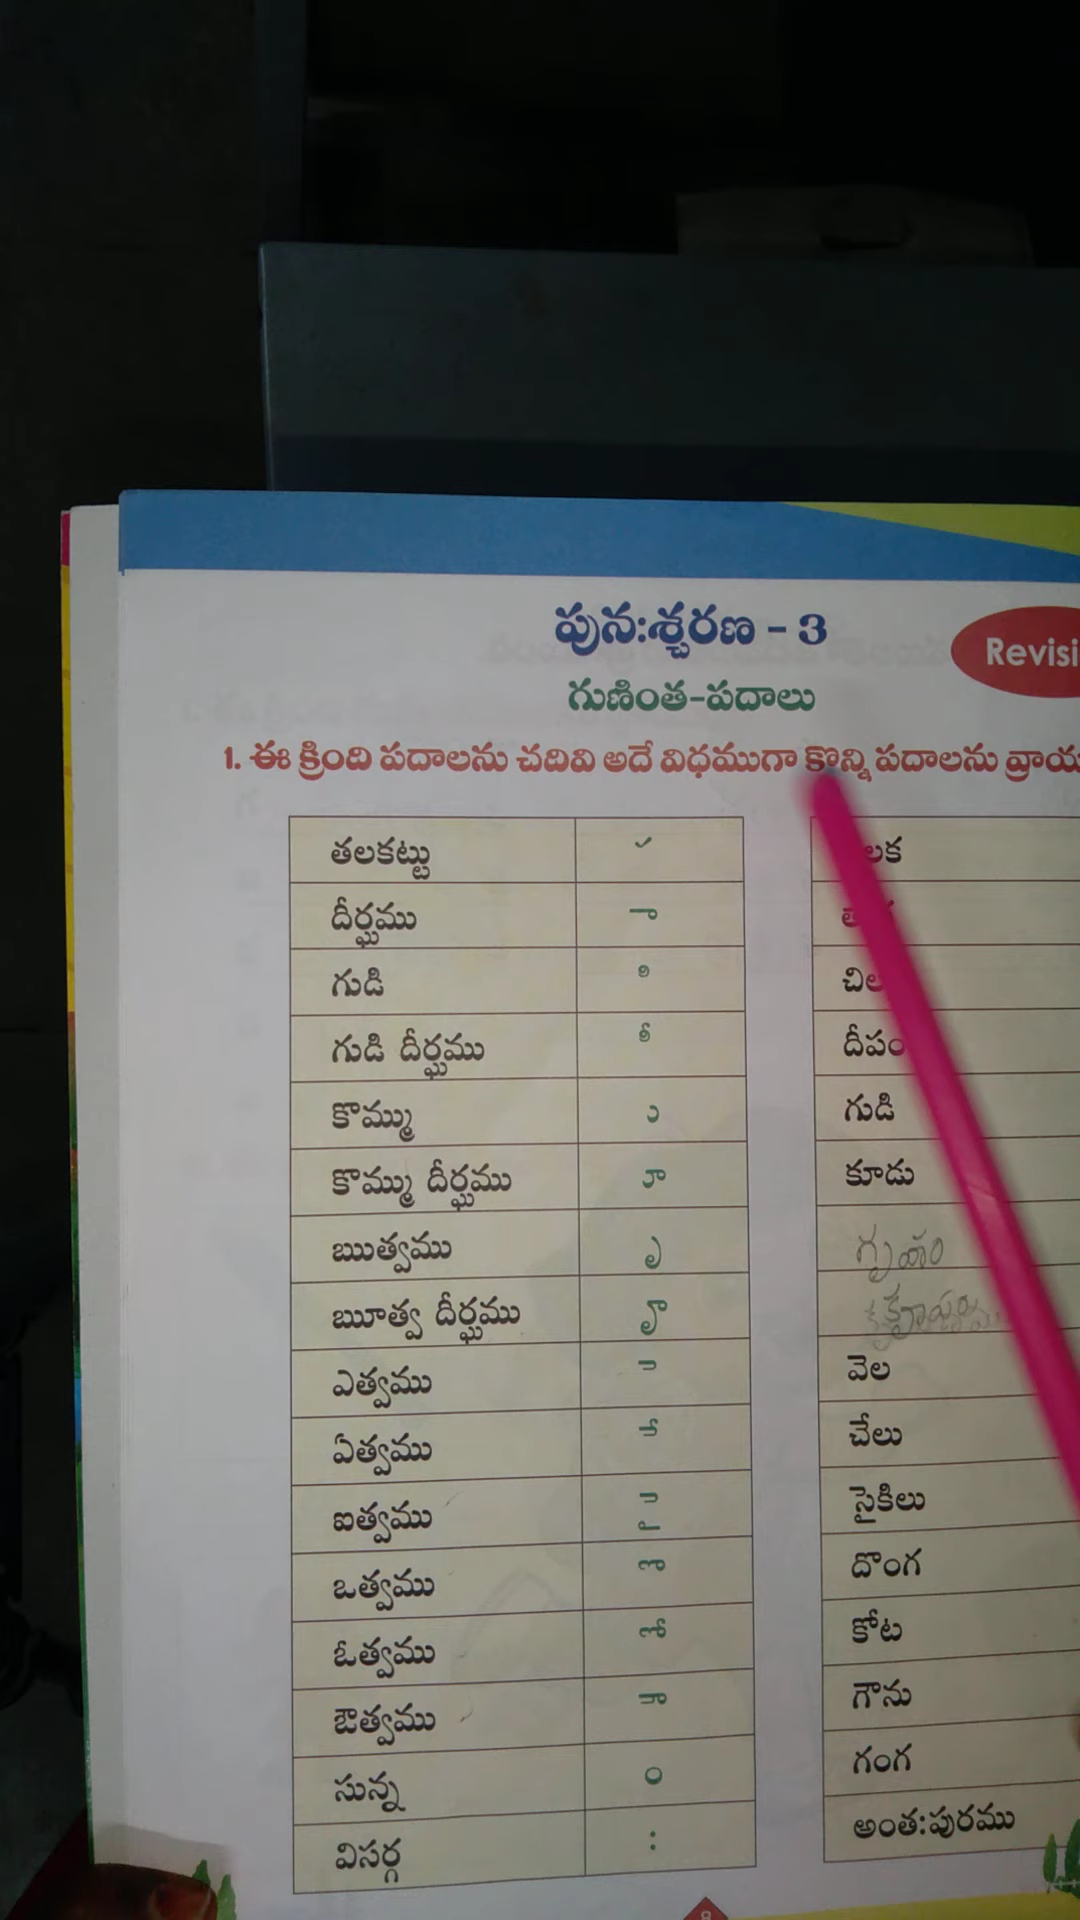 పున:శ్చరణ - 3
Revisi
గుణింత-పదాలు
1. ఈ క్రింది పదాలను చదివి అదే విధముగా కొన్ని పదాలను వ్రాయ
తలకట్టు ✓
దీర్ఘము ా
గుడి ి
గుడి దీర్ఘము ీ
కొమ్ము ు
కొమ్ము దీర్ఘము ూ
ఋత్వము ృ
ౠత్వ దీర్ఘము ౄ
ఎత్వము ె
ఏత్వము ే
ఐత్వము ై
ఒత్వము ొ
ఓత్వము ో
ఔత్వము ౌ
సున్న ం
విసర్గ ః
దీపం
గుడి
కూడు
గృహం
వెల
చేలు
సైకిలు
దొంగ
కోట
గౌను
గంగ
అంత:పురము